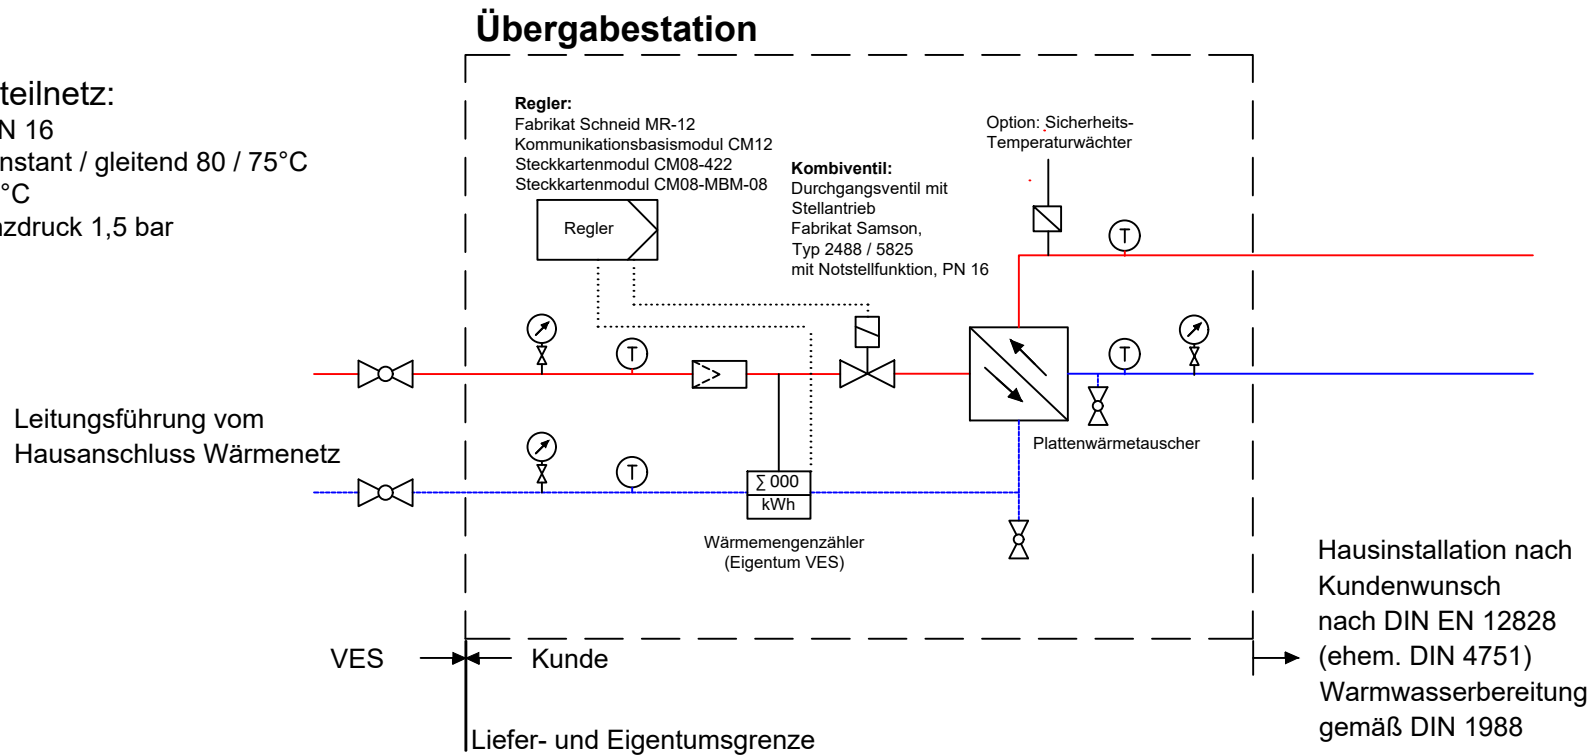 Übergabestation
teilnetz:
N 16
nstant / gleitend 80 / 75°C
°C
nzdruck 1,5 bar
Regler:
Fabrikat Schneid MR-12
Kommunikationsbasismodul CM12
Steckkartenmodul CM08-422
Steckkartenmodul CM08-MBM-08
Regler
Kombiventil:
Durchgangsventil mit
Stellantrieb
Fabrikat Samson,
Typ 2488 / 5825
mit Notstellfunktion, PN 16
Option: Sicherheits-
Temperaturwächter
T
T
T
T
Leitungsführung vom
Hausanschluss Wärmenetz
Plattenwärmetauscher
∑ 000
kWh
Wärmemengenzähler
(Eigentum VES)
Hausinstallation nach
Kundenwunsch
nach DIN EN 12828
(ehem. DIN 4751)
Warmwasserbereitung
gemäß DIN 1988
VES
Kunde
Liefer- und Eigentumsgrenze